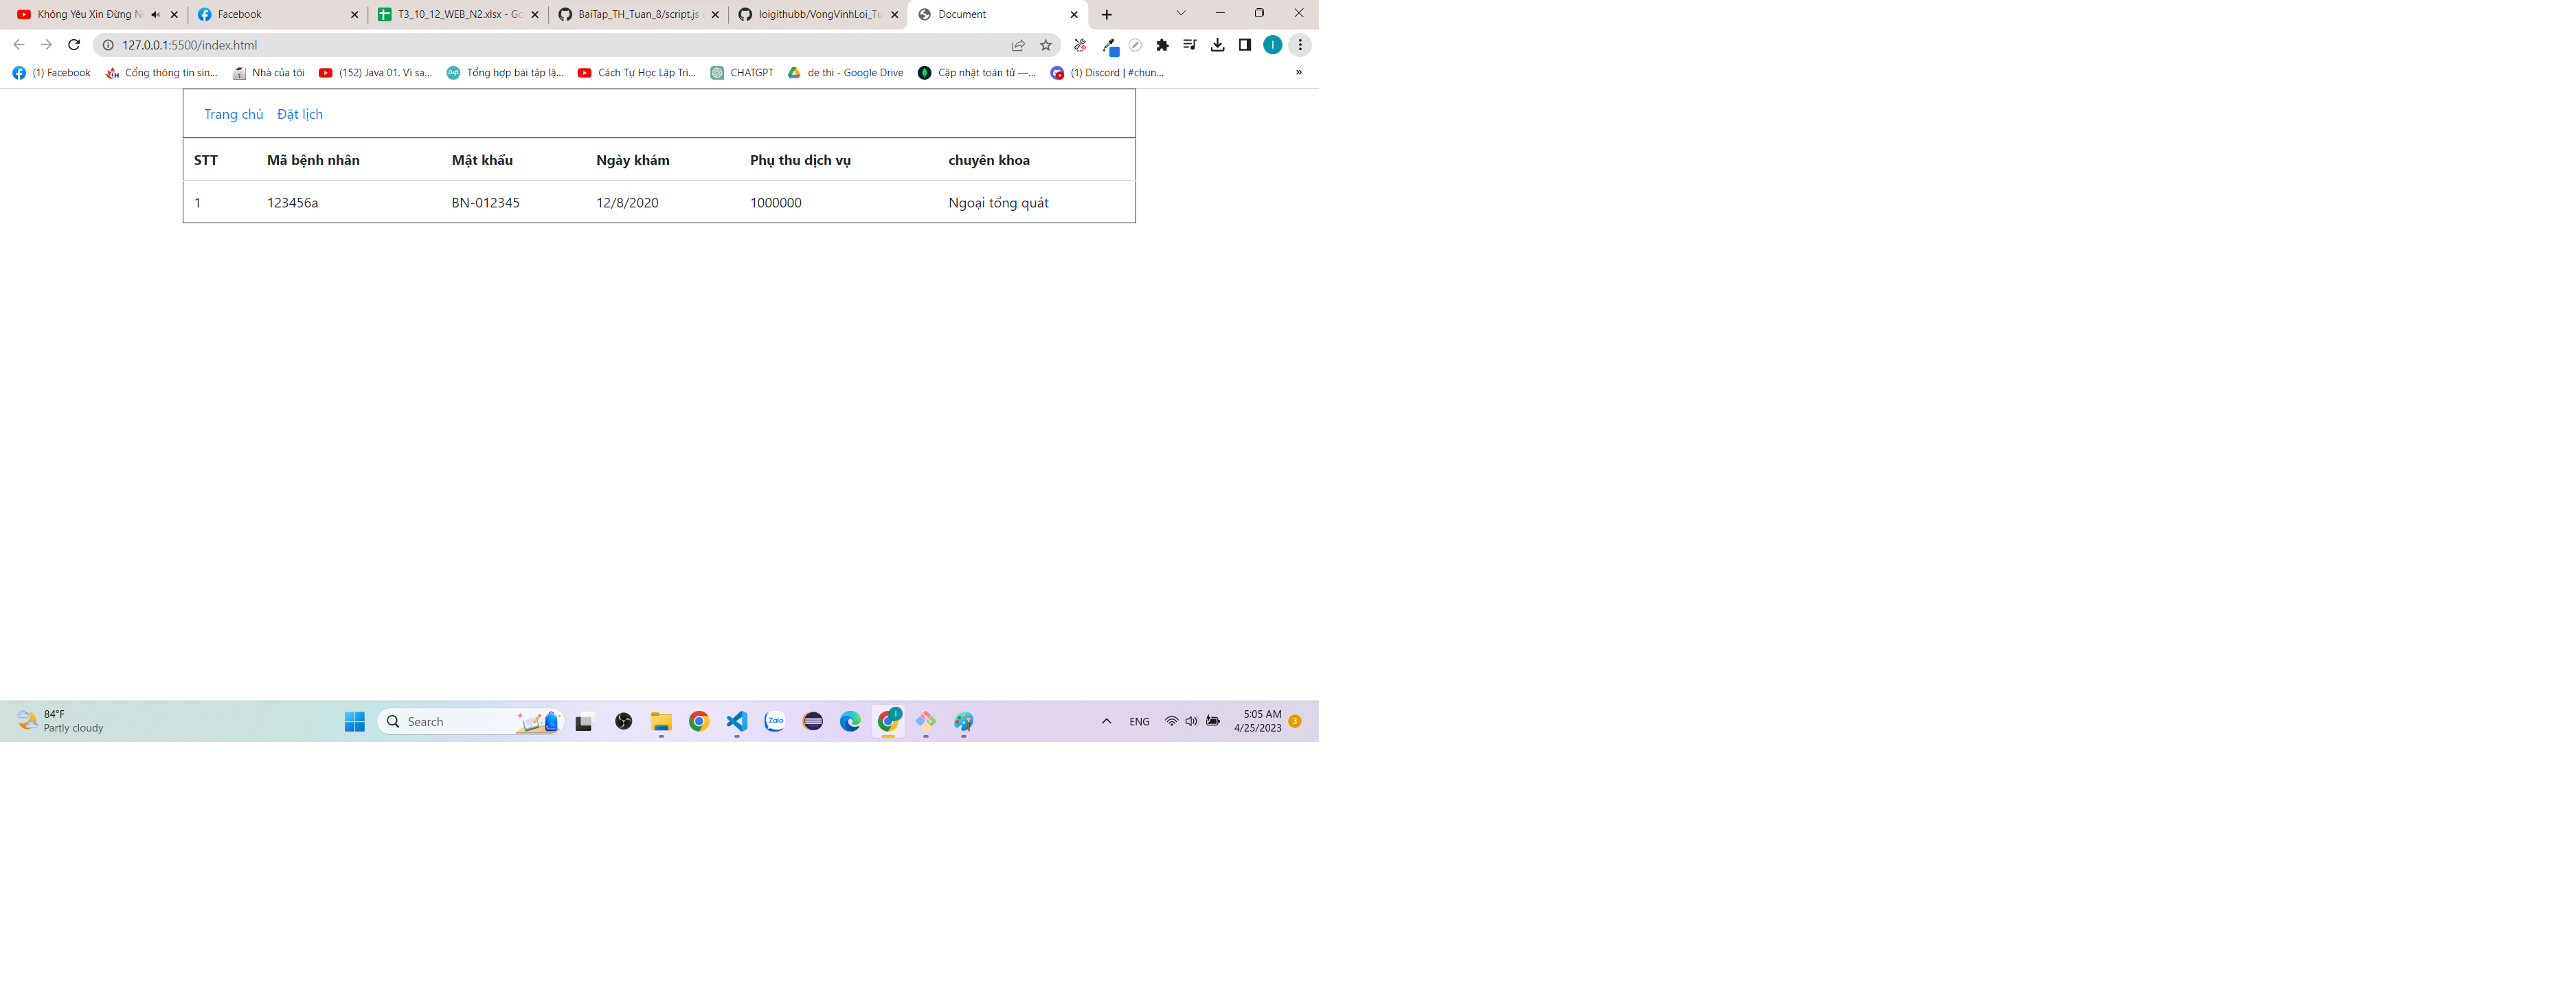 Không Yêu Xin Đừng N
Facebook
T3_10_12_WEB_N2.xlsx - Go
BaiTap_TH_Tuan_8/script.js
loigithubb/VongVinhLoi_Tu
Document
127.0.0.1:5500/index.html
(1) Facebook
Cổng thông tin sin...
Nhà của tôi
(152) Java 01. Vì sa...
Tổng hợp bài tập lậ...
Cách Tự Học Lập Trì...
CHATGPT
de thi - Google Drive
Cập nhật toán tử —...
(1) Discord | #chun...
»
Trang chủ Đặt lịch
STT Mã bệnh nhân Mật khẩu Ngày khám Phụ thu dịch vụ chuyên khoa
1 123456a BN-012345 12/8/2020 1000000 Ngoại tổng quát
84°F
Partly cloudy
Search
Zalo
ENG
5:05 AM
4/25/2023
3